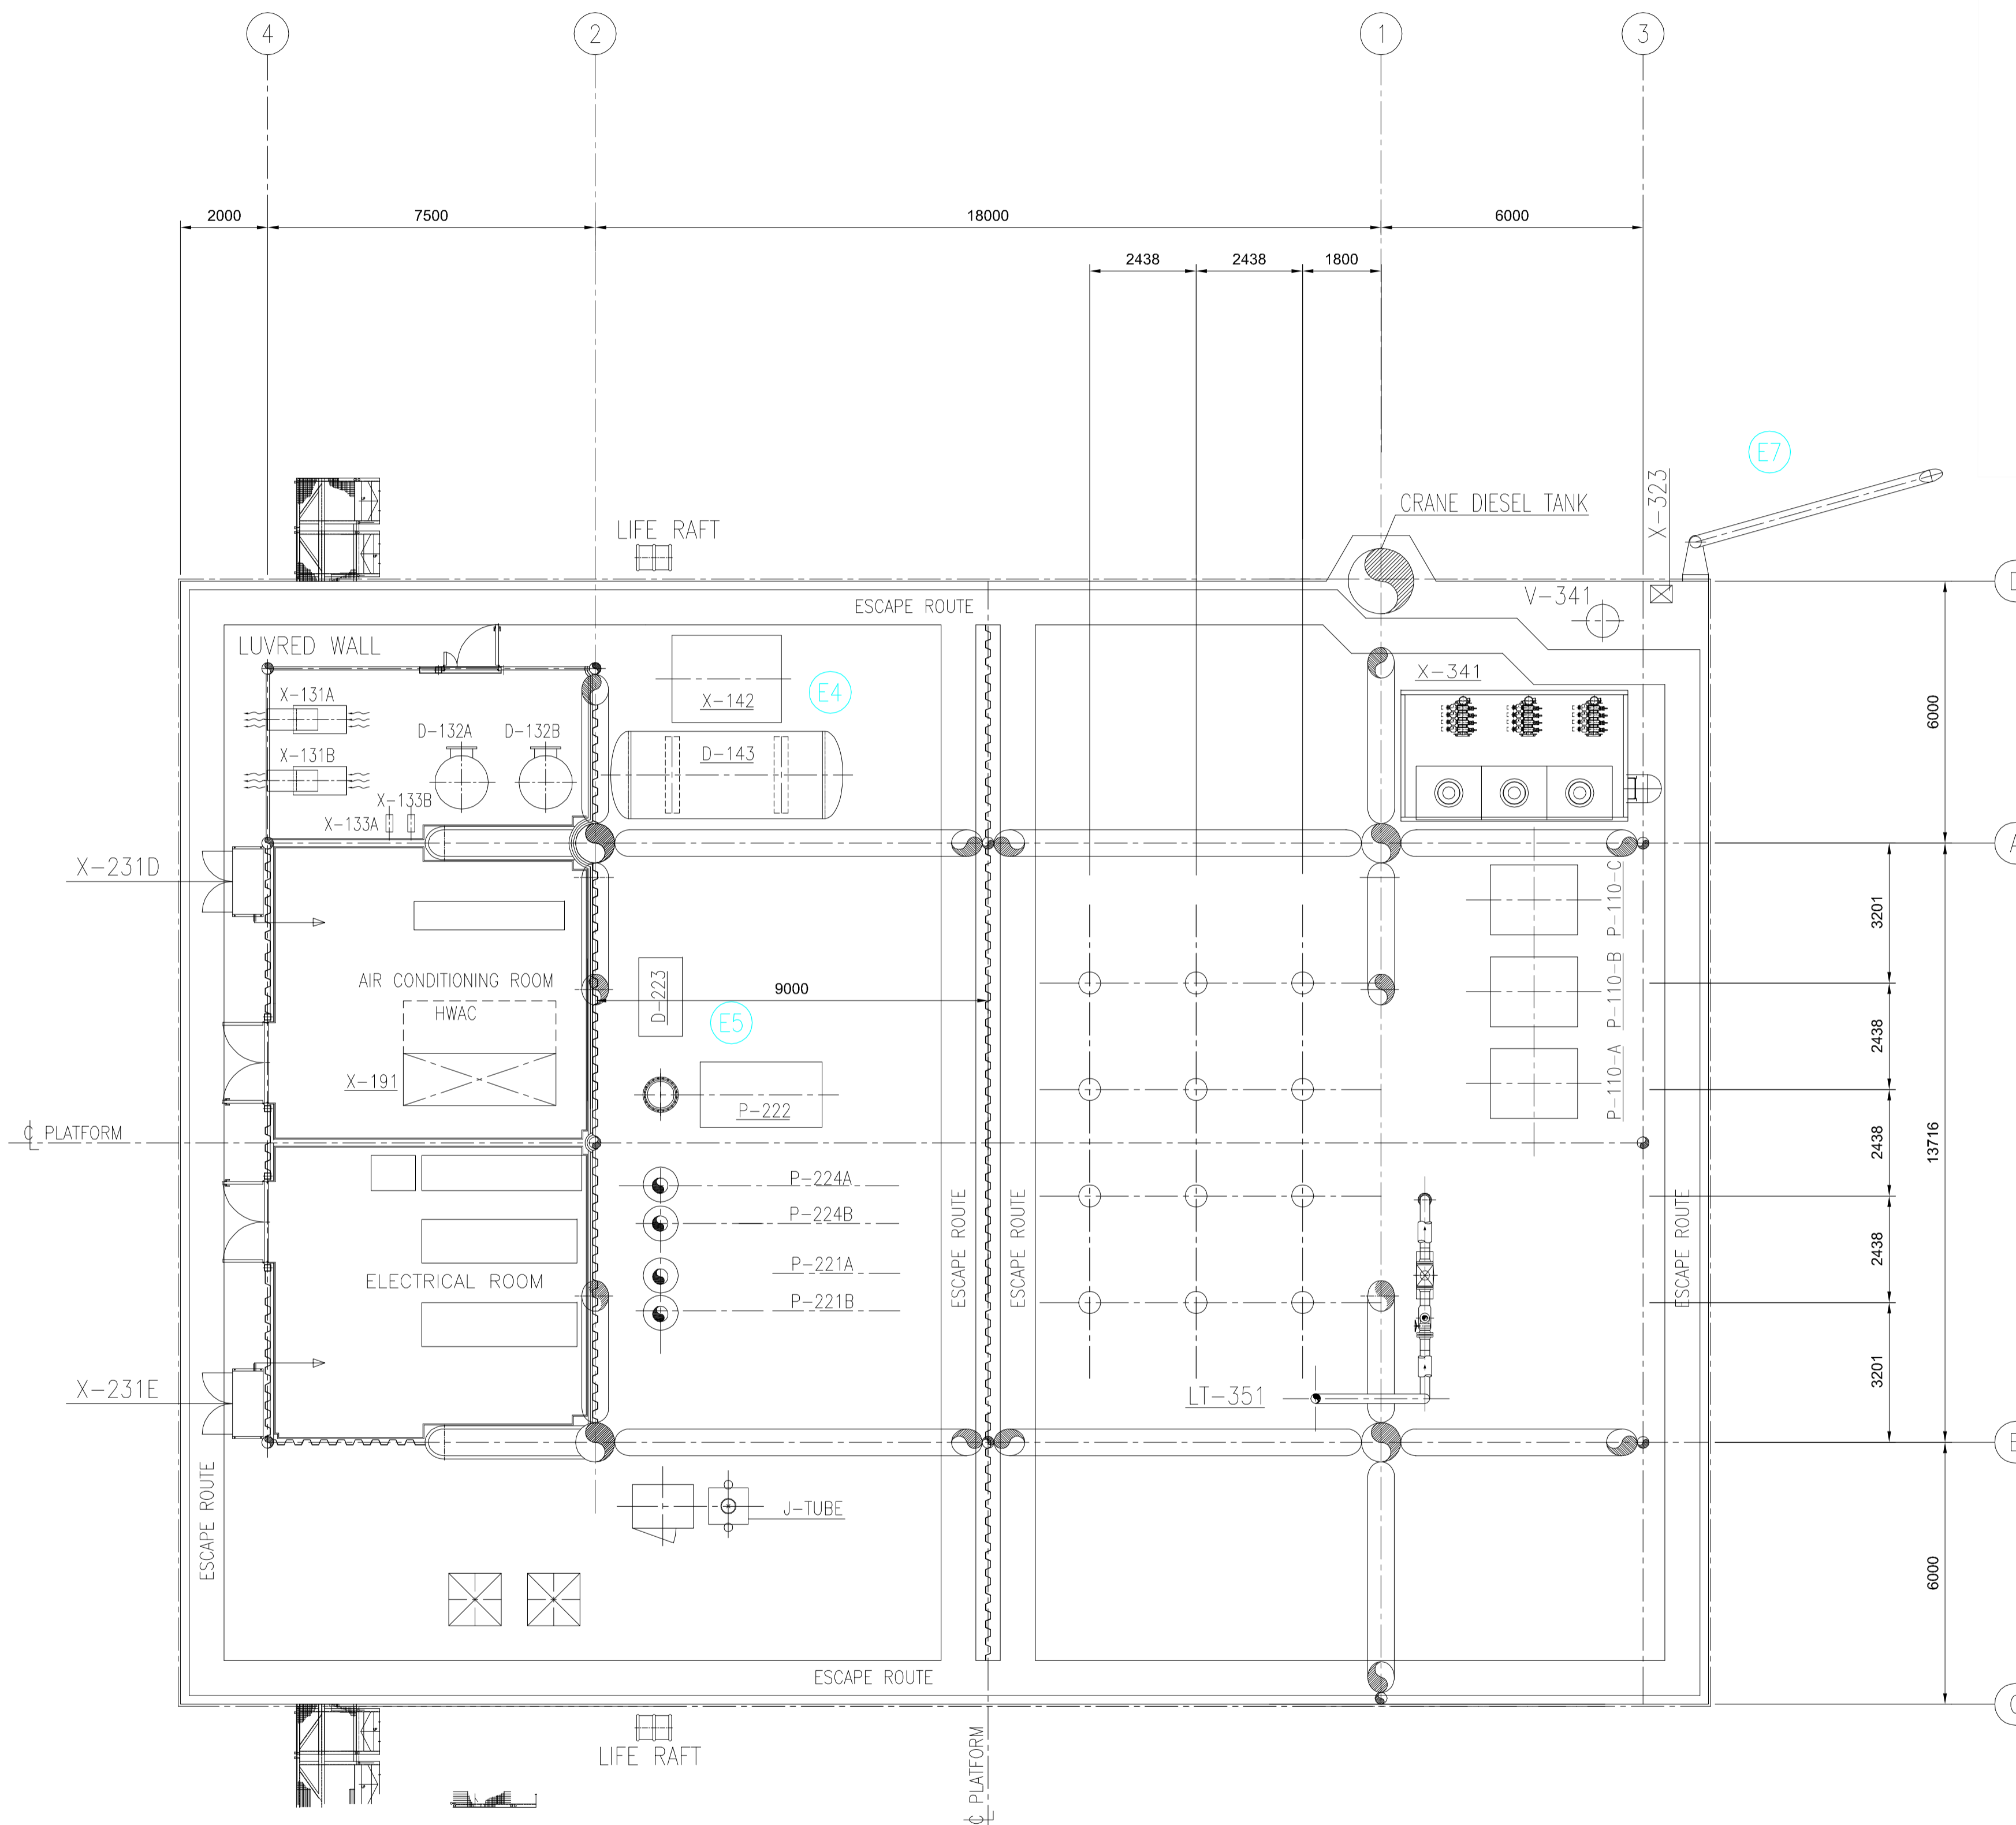 4
2
1
3
2000
7500
18000
6000
2438
2438
1800
E7
X-323
CRANE DIESEL TANK
LIFE RAFT
V-341
ESCAPE ROUTE
LUVRED WALL
X-341
E4
X-142
X-131A
D-132A
D-132B
X-131B
D-143
6000
X-133B
X-133A
A
X-231D
P-110-C
3201
AIR CONDITIONING ROOM
HWAC
D-223
9000
P-110-B
E5
2438
X-191
P-222
P-110-A
PLATFORM
2438
13716
P-224A
P-224B
ESCAPE ROUTE
ESCAPE ROUTE
ESCAPE ROUTE
2438
P-221A
ELECTRICAL ROOM
P-221B
X-231E
LT-351
3201
ESCAPE ROUTE
J-TUBE
6000
ESCAPE ROUTE
LIFE RAFT
PLATFORM